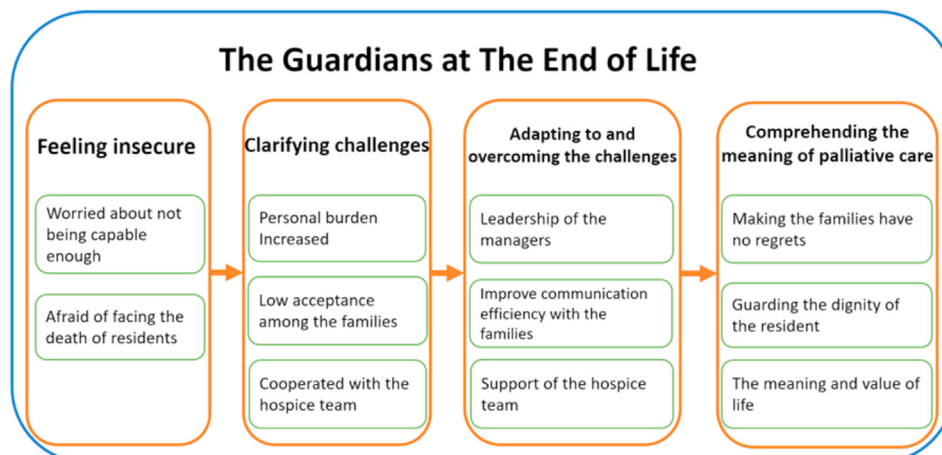 The Guardians at The End of Life
Feeling insecure
Worried about not
being capable
enough
Afraid of facing the
death of residents
Clarifying challenges
Personal burden
Increased
Low acceptance
among the families
Cooperated with the
hospice team
Adapting to and
overcoming the challenges
Leadership of the
managers
Improve communication
efficiency with the
families
Support of the hospice
team
Comprehending the
meaning of palliative care
Making the families have
no regrets
Guarding the dignity of
the resident
The meaning and value of
life